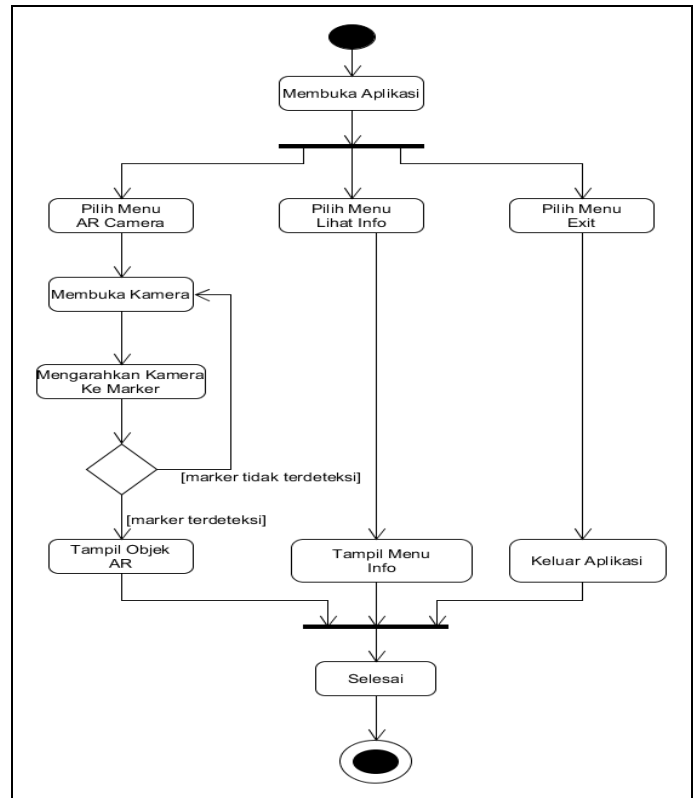 Membuka Aplikasi
Pilih Menu
AR Camera
Pilih Menu
Lihat Info
Pilih Menu
Exit
Membuka Kamera
Mengarahkan Kamera
Ke Marker
[marker tidak terdeteksi]
[marker terdeteksi]
Tampil Objek
AR
Tampil Menu
Info
Keluar Aplikasi
Selesai